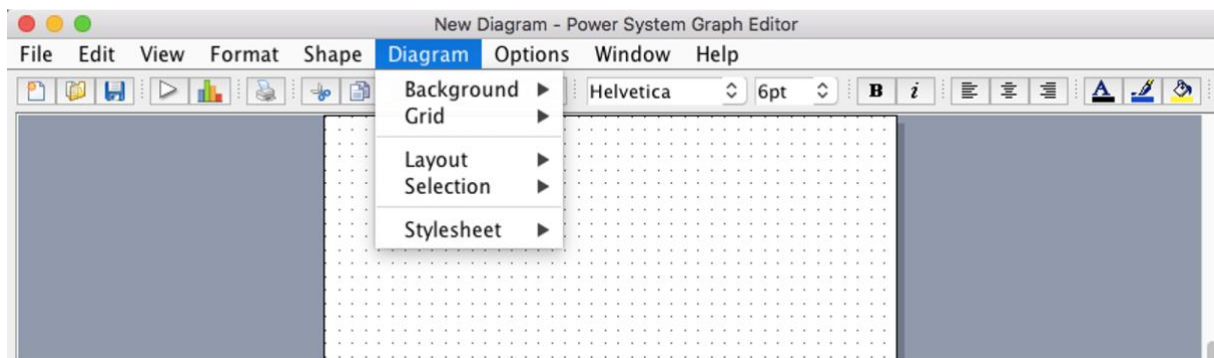 New Diagram - Power System Graph Editor
File Edit View Format Shape Diagram Options Window Help
Helvetica 6pt B i A
Background
Grid
Layout
Selection
Stylesheet